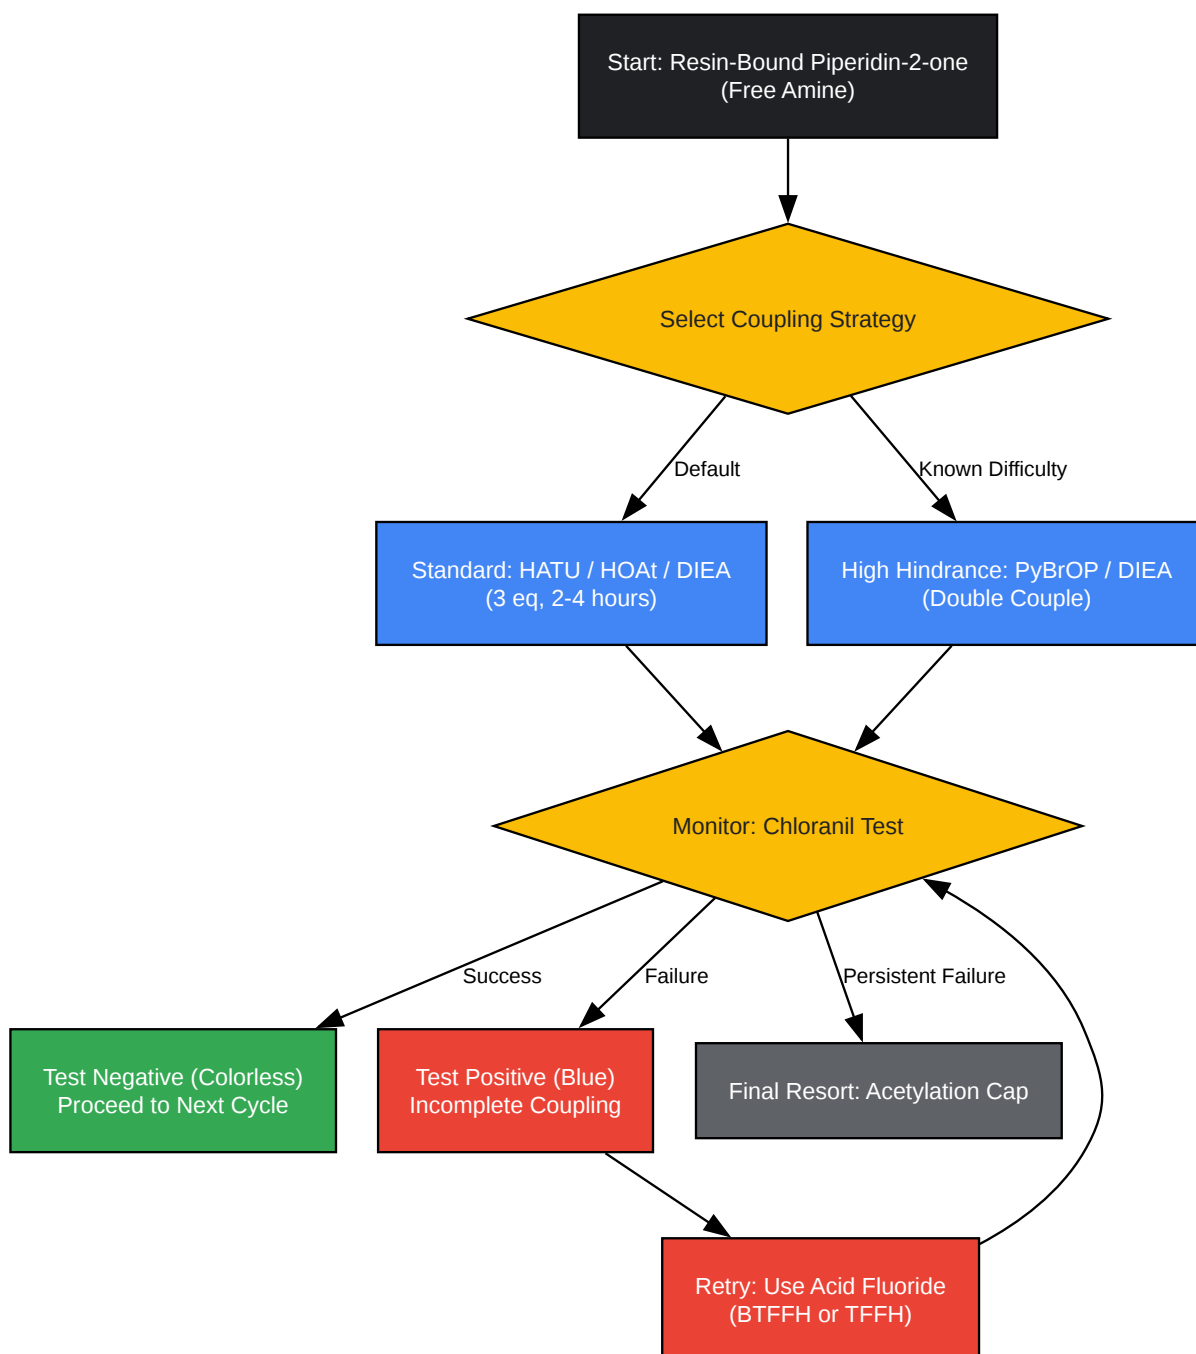 Start: Resin-Bound Piperidin-2-one
(Free Amine)
Select Coupling Strategy
Default
Known Difficulty
Standard: HATU / HOAt / DIEA
(3 eq, 2-4 hours)
High Hindrance: PyBrOP / DIEA
(Double Couple)
Monitor: Chloranil Test
Success
Failure
Persistent Failure
Test Negative (Colorless)
Proceed to Next Cycle
Test Positive (Blue)
Incomplete Coupling
Final Resort: Acetylation Cap
Retry: Use Acid Fluoride
(BTFFH or TFFH)